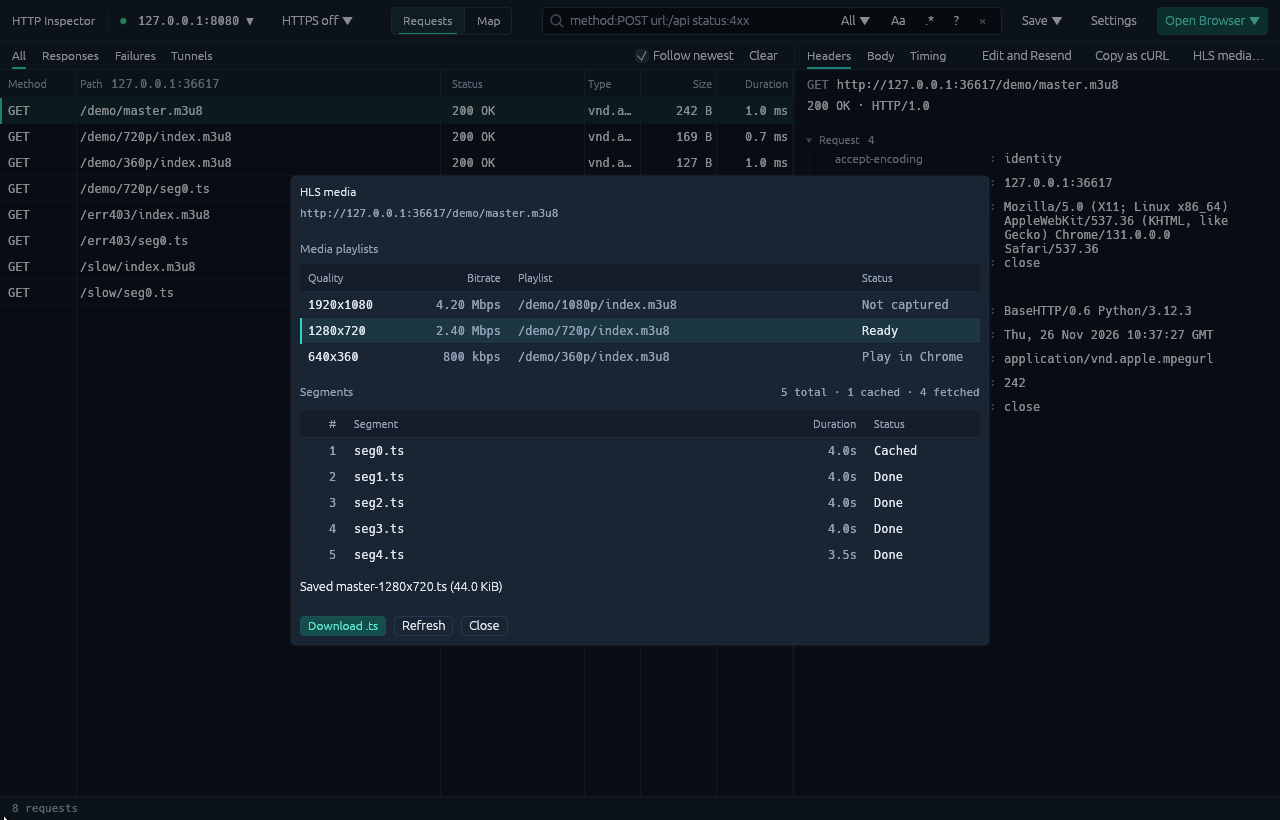 HTTP Inspector 127.0.0.1:8080 ▼ HTTPS off ▼ Requests Map method:POST url:/api status:4xx All ▼ Aa .* ? × Save ▼ Settings Open Browser ▼
All Responses Failures Tunnels ✓ Follow newest Clear Headers Body Timing Edit and Resend Copy as cURL HLS media…
Method Path 127.0.0.1:36617 Status Type Size Duration
GET http://127.0.0.1:36617/demo/master.m3u8
200 OK · HTTP/1.0
GET /demo/master.m3u8 200 OK vnd.a… 242 B 1.0 ms
GET /demo/720p/index.m3u8 200 OK vnd.a… 169 B 0.7 ms
GET /demo/360p/index.m3u8 200 OK vnd.a… 127 B 1.0 ms
GET /demo/720p/seg0.ts
GET /err403/index.m3u8
GET /err403/seg0.ts
GET /slow/index.m3u8
GET /slow/seg0.ts
Request 4
accept-encoding : identity
: 127.0.0.1:36617
: Mozilla/5.0 (X11; Linux x86_64)
AppleWebKit/537.36 (KHTML, like
Gecko) Chrome/131.0.0.0
Safari/537.36
: close
: BaseHTTP/0.6 Python/3.12.3
: Thu, 26 Nov 2026 10:37:27 GMT
: application/vnd.apple.mpegurl
: 242
: close
HLS media
http://127.0.0.1:36617/demo/master.m3u8
Media playlists
Quality Bitrate Playlist Status
1920x1080 4.20 Mbps /demo/1080p/index.m3u8 Not captured
1280x720 2.40 Mbps /demo/720p/index.m3u8 Ready
640x360 800 kbps /demo/360p/index.m3u8 Play in Chrome
Segments 5 total · 1 cached · 4 fetched
# Segment Duration Status
1 seg0.ts 4.0s Cached
2 seg1.ts 4.0s Done
3 seg2.ts 4.0s Done
4 seg3.ts 4.0s Done
5 seg4.ts 3.5s Done
Saved master-1280x720.ts (44.0 KiB)
Download .ts Refresh Close
8 requests